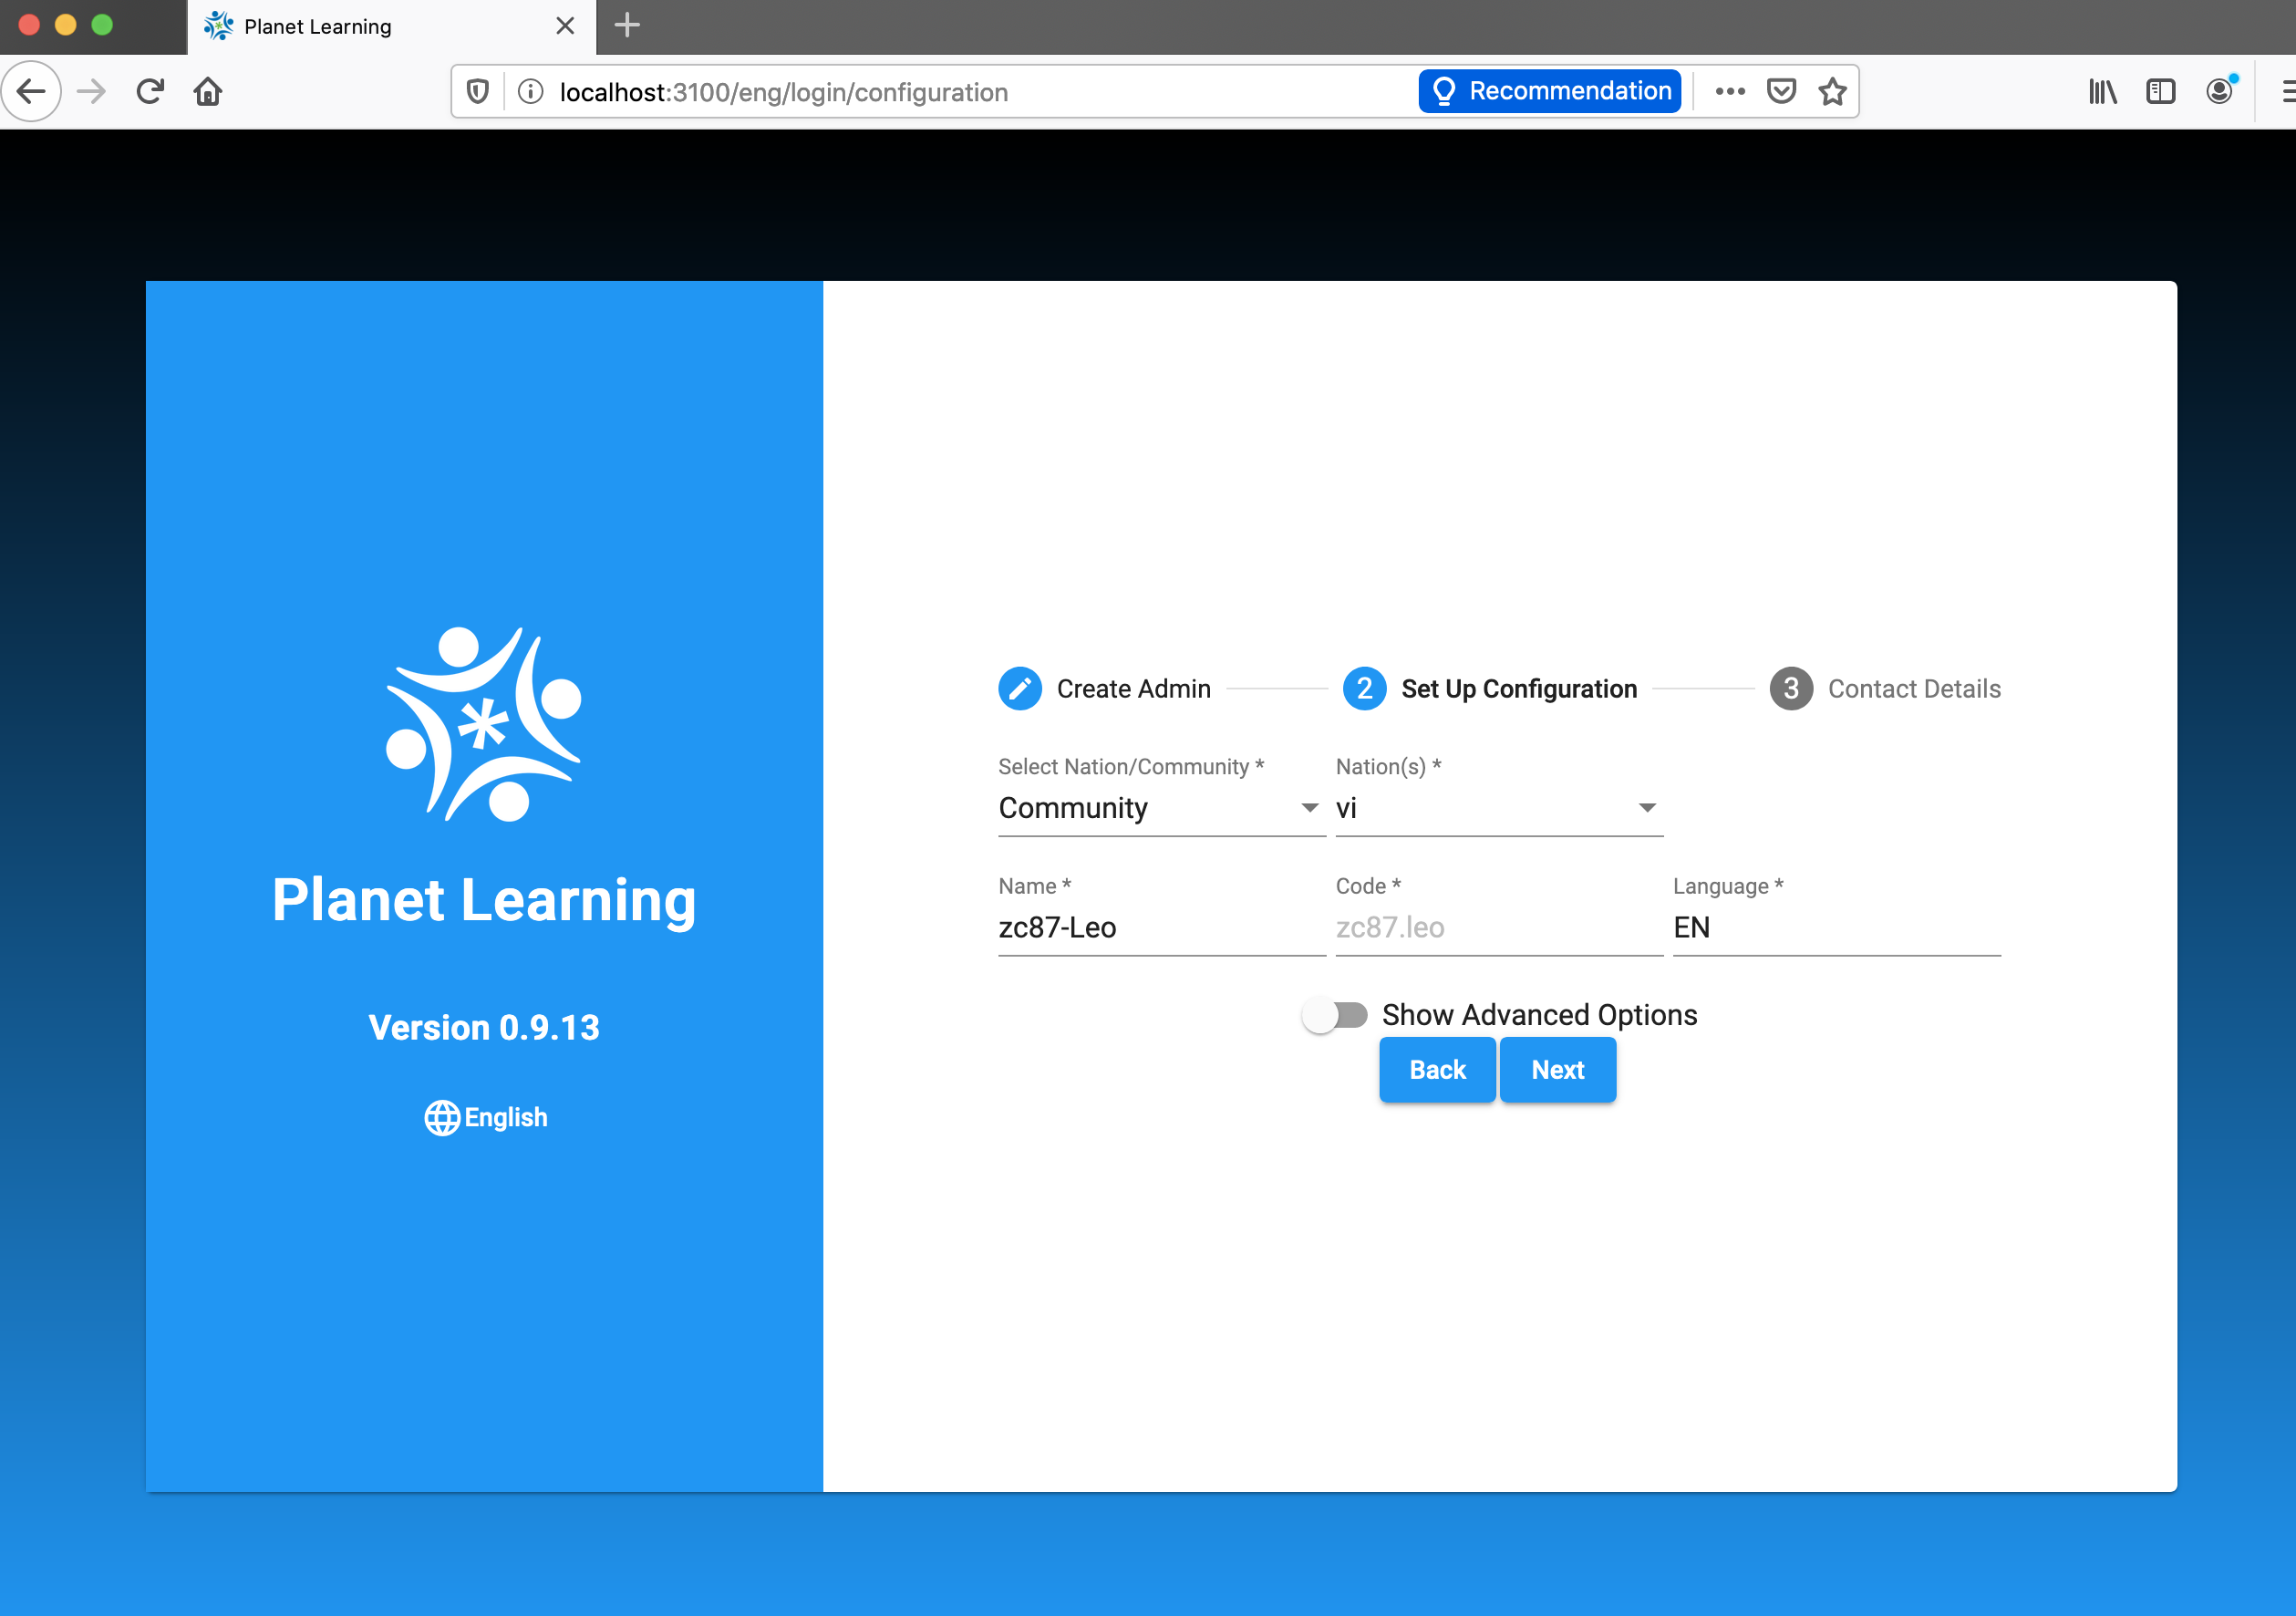 Planet Learning
localhost:3100/eng/login/configuration
Recommendation
Planet Learning
Version 0.9.13
English
Create Admin
2 Set Up Configuration
3 Contact Details
Select Nation/Community * Nation(s) *
Community vi
Name * Code * Language *
zc87-Leo zc87.leo EN
Show Advanced Options
Back Next